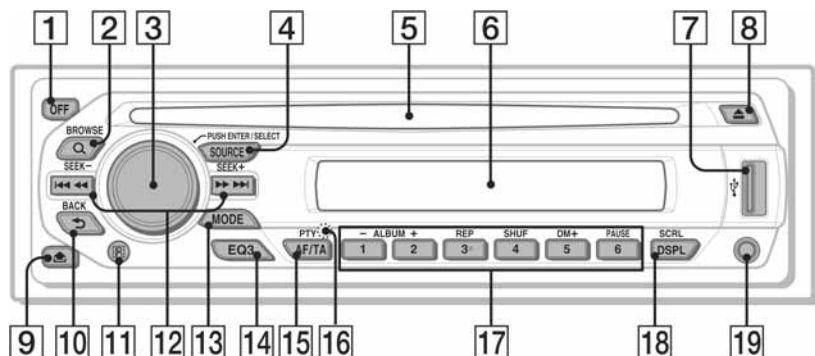 1 2 3 4 5 6 7 8
OFF
BROWSE
PUSH ENTER / SELECT
SOURCE
SEEK−
SEEK+
BACK
MODE
EQ3
PTY
AF/TA
− ALBUM + REP SHUF DM+ PAUSE
1 2 3 4 5 6
SCRL
DSPL
9 10 11 12 13 14 15 16 17 18 19